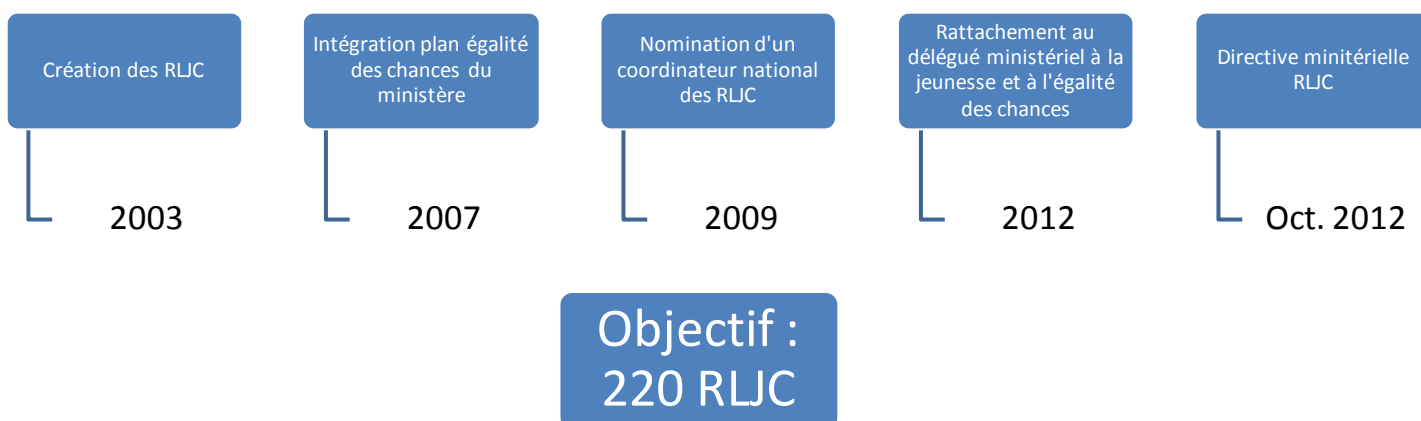 Création des RLJC
Intégration plan égalité
des chances du
ministère
Nomination d'un
coordinateur national
des RLJC
Rattachement au
délégué ministériel à la
jeunesse et à l'égalité
des chances
Directive minitérielle
RLJC
2003
2007
2009
2012
Oct. 2012
Objectif :
220 RLJC